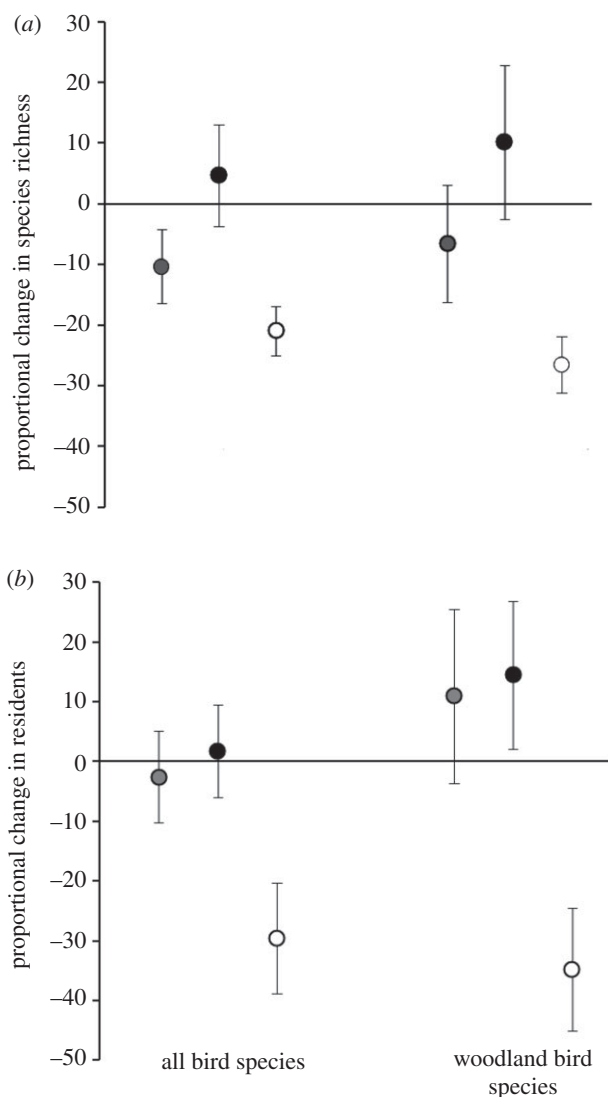 (a)
proportional change in species richness
30
20
10
0
–10
–20
–30
–40
–50
(b)
proportional change in residents
30
20
10
0
–10
–20
–30
–40
–50
all bird species
woodland bird
species